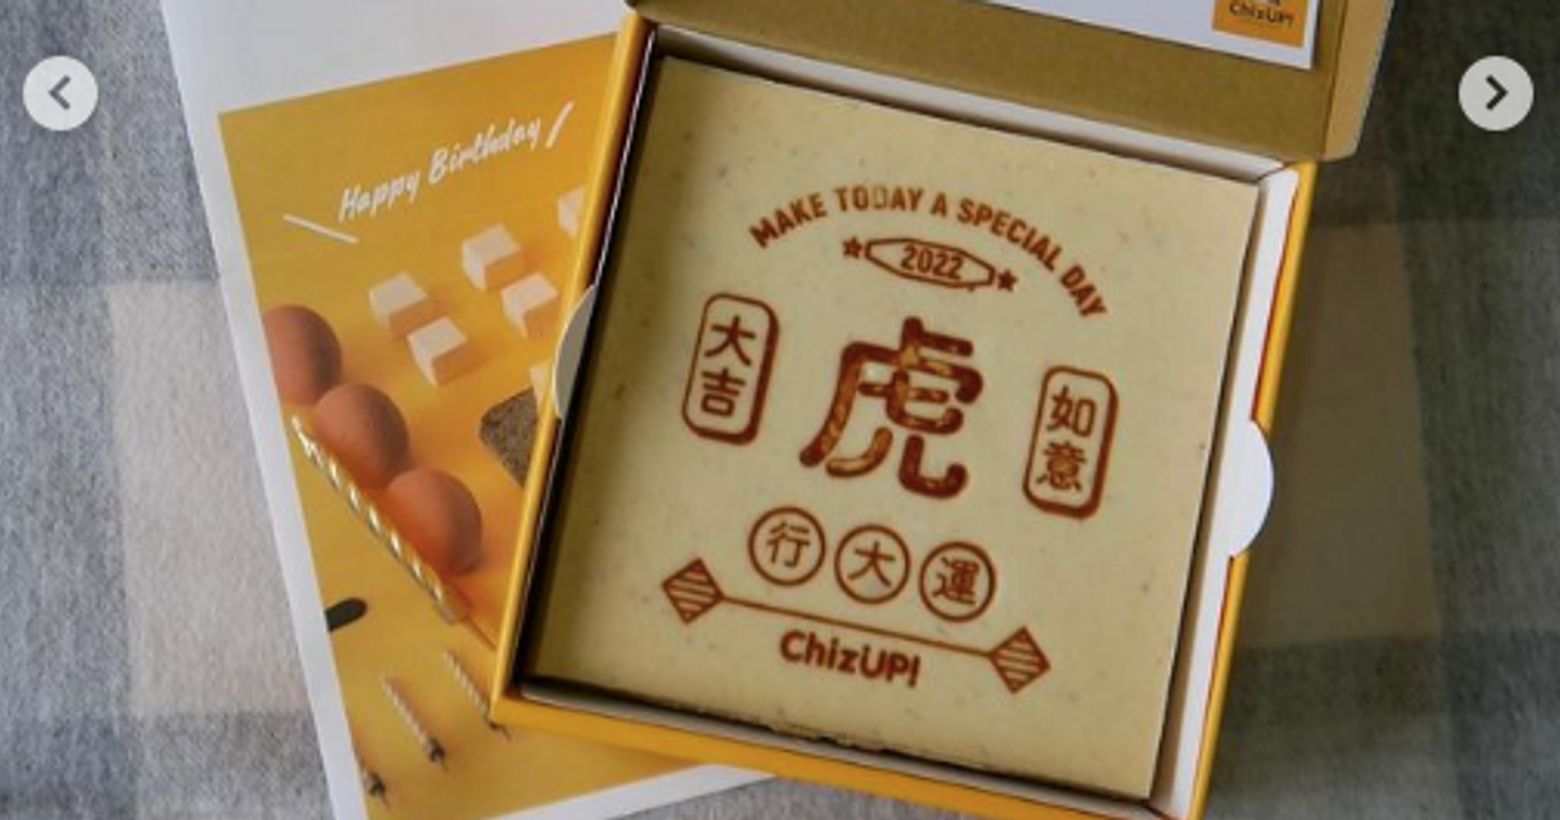 ChizUP!
Happy Birthday
MAKE TODAY A SPECIAL DAY
2022
大吉
虎
如意
行大運
ChizUP!